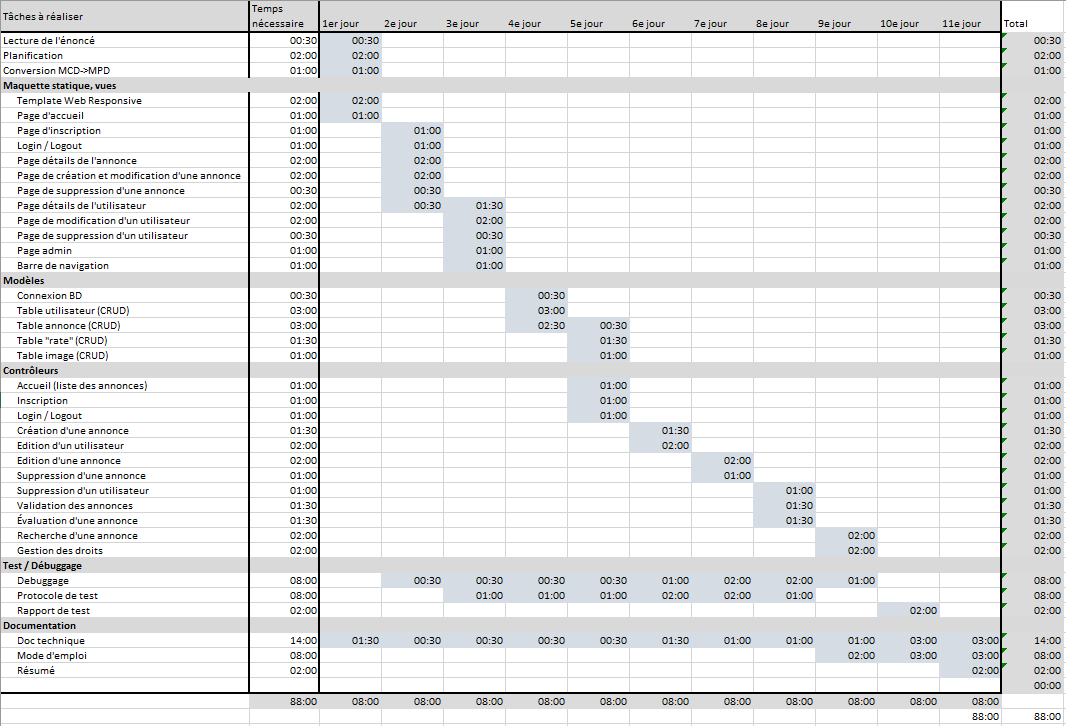 Tâches à réaliser Temps nécessaire 1er jour 2e jour 3e jour 4e jour 5e jour 6e jour 7e jour 8e jour 9e jour 10e jour 11e jour Total
Lecture de l'énoncé 00:30 00:30 00:30
Planification 02:00 02:00 02:00
Conversion MCD->MPD 01:00 01:00 01:00
Maquette statique, vues
Template Web Responsive 02:00 02:00 02:00
Page d'accueil 01:00 01:00 01:00
Page d'inscription 01:00 01:00 01:00
Login / Logout 01:00 01:00 01:00
Page détails de l'annonce 02:00 02:00 02:00
Page de création et modification d'une annonce 02:00 02:00 02:00
Page de suppression d'une annonce 00:30 00:30 00:30
Page détails de l'utilisateur 02:00 00:30 01:30 02:00
Page de modification d'un utilisateur 02:00 02:00 02:00
Page de suppression d'un utilisateur 00:30 00:30 00:30
Page admin 01:00 01:00 01:00
Barre de navigation 01:00 01:00 01:00
Modèles
Connexion BD 00:30 00:30 00:30
Table utilisateur (CRUD) 03:00 03:00 03:00
Table annonce (CRUD) 03:00 02:30 00:30 03:00
Table "rate" (CRUD) 01:30 01:30 01:30
Table image (CRUD) 01:00 01:00 01:00
Contrôleurs
Accueil (liste des annonces) 01:00 01:00 01:00
Inscription 01:00 01:00 01:00
Login / Logout 01:00 01:00 01:00
Création d'une annonce 01:30 01:30 01:30
Edition d'un utilisateur 02:00 02:00 02:00
Edition d'une annonce 02:00 02:00 02:00
Suppression d'une annonce 01:00 01:00 01:00
Suppression d'un utilisateur 01:00 01:00 01:00
Validation des annonces 01:30 01:30 01:30
Évaluation d'une annonce 01:30 01:30 01:30
Recherche d'une annonce 02:00 02:00 02:00
Gestion des droits 02:00 02:00 02:00
Test / Débuggage
Debuggage 08:00 00:30 00:30 00:30 00:30 01:00 02:00 02:00 01:00 08:00
Protocole de test 08:00 01:00 01:00 01:00 02:00 02:00 01:00 08:00
Rapport de test 02:00 02:00 02:00
Documentation
Doc technique 14:00 01:30 00:30 00:30 00:30 00:30 01:30 01:00 01:00 01:00 03:00 03:00 14:00
Mode d'emploi 08:00 02:00 03:00 03:00 08:00
Résumé 02:00 02:00 02:00
00:00
88:00 08:00 08:00 08:00 08:00 08:00 08:00 08:00 08:00 08:00 08:00 08:00
88:00 88:00